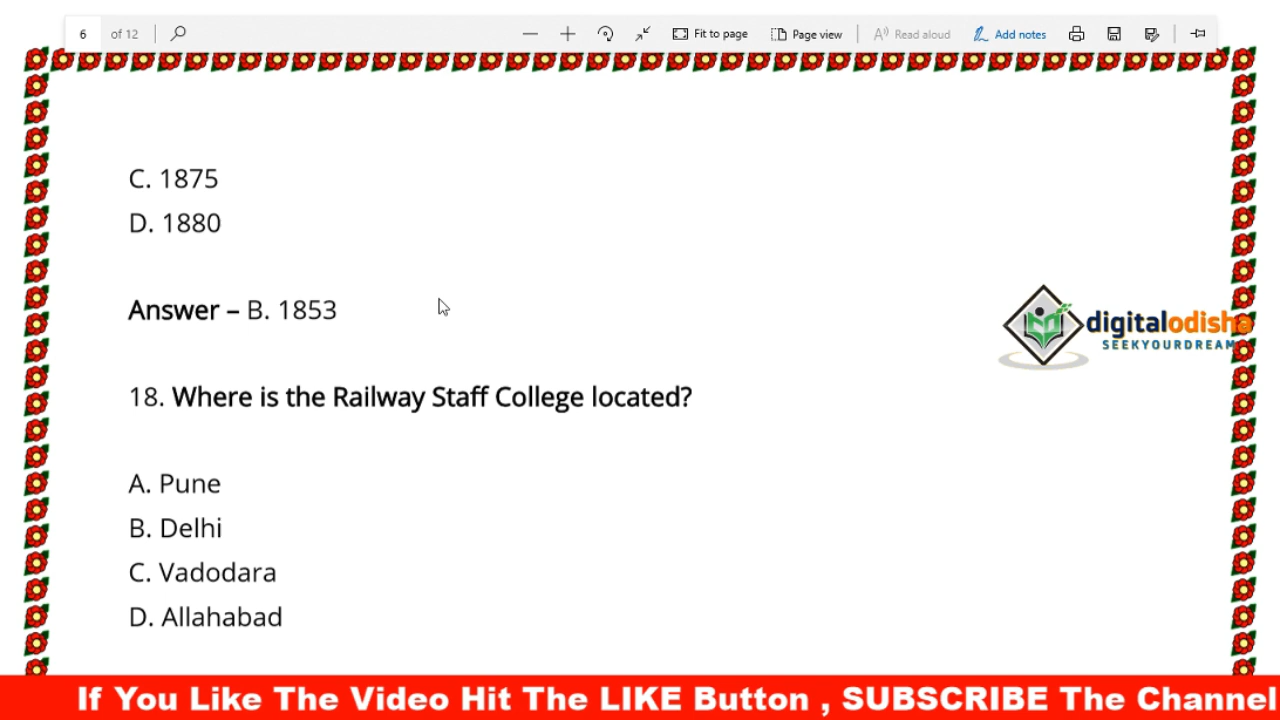 6 of 12 Fit to page Page view Read aloud Add notes
C. 1875
D. 1880
Answer – B. 1853
digitalodisha
SEEKYOURDREAM
18. Where is the Railway Staff College located?
A. Pune
B. Delhi
C. Vadodara
D. Allahabad
If You Like The Video Hit The LIKE Button , SUBSCRIBE The Channel